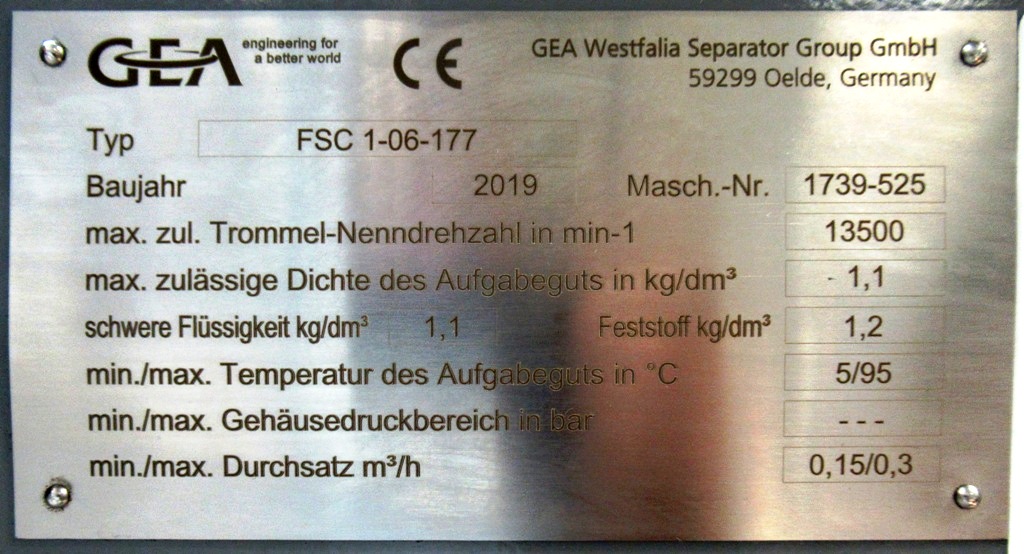 GEA engineering for
a better world
CE
GEA Westfalia Separator Group GmbH
59299 Oelde, Germany
Typ FSC 1-06-177
Baujahr 2019 Masch.-Nr. 1739-525
max. zul. Trommel-Nenndrehzahl in min-1 13500
max. zulässige Dichte des Aufgabeguts in kg/dm³ 1,1
schwere Flüssigkeit kg/dm³ 1,1 Feststoff kg/dm³ 1,2
min./max. Temperatur des Aufgabeguts in °C 5/95
min./max. Gehäusedruckbereich in bar ---
min./max. Durchsatz m³/h 0,15/0,3